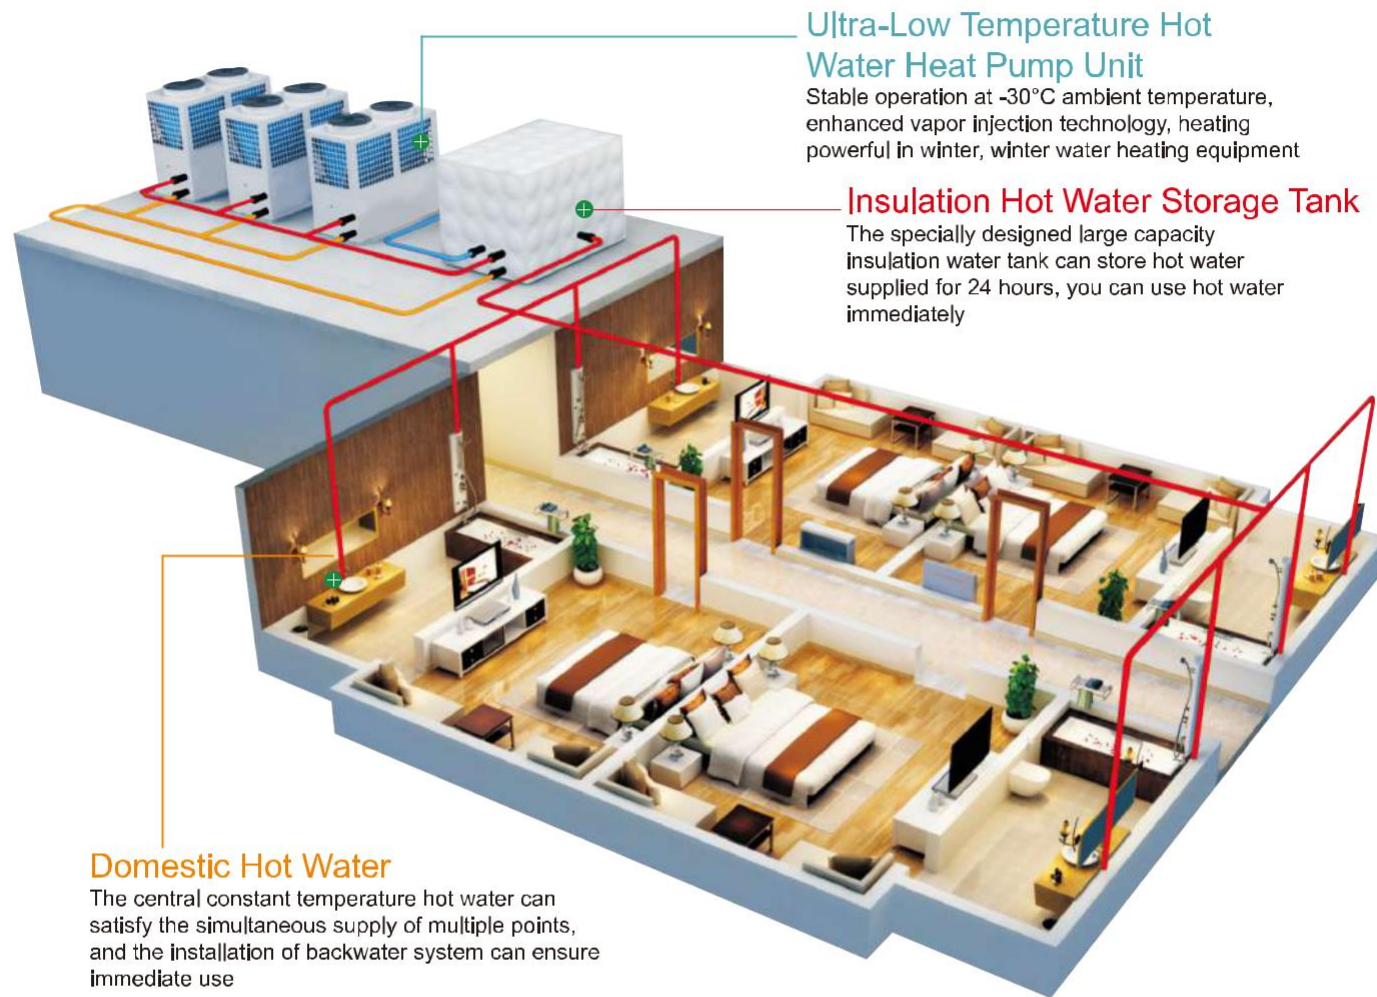 Ultra-Low Temperature Hot
Water Heat Pump Unit
Stable operation at -30°C ambient temperature,
enhanced vapor injection technology, heating
powerful in winter, winter water heating equipment
Insulation Hot Water Storage Tank
The specially designed large capacity
insulation water tank can store hot water
supplied for 24 hours, you can use hot water
immediately
Domestic Hot Water
The central constant temperature hot water can
satisfy the simultaneous supply of multiple points,
and the installation of backwater system can ensure
immediate use